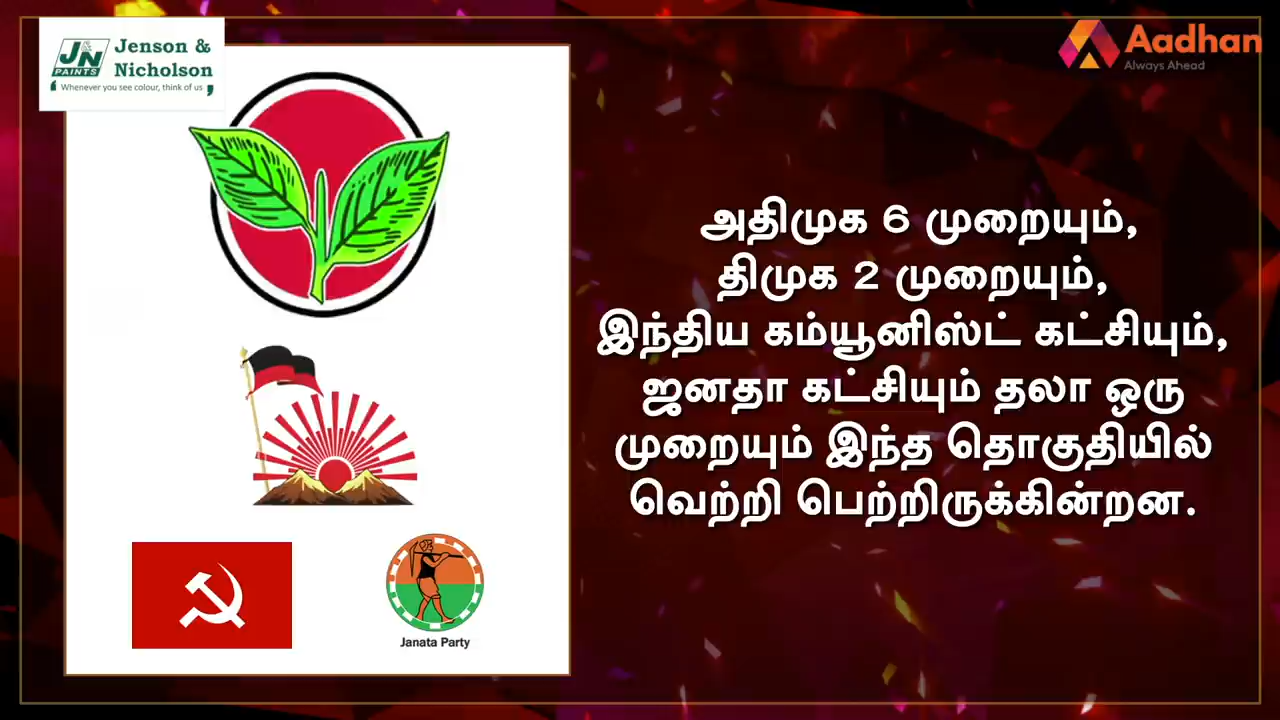 Jenson &
Nicholson
J&N
PAINTS
Whenever you see colour, think of us
Aadhan
Always Ahead
அதிமுக 6 முறையும்,
திமுக 2 முறையும்,
இந்திய கம்யூனிஸ்ட் கட்சியும்,
ஜனதா கட்சியும் தலா ஒரு
முறையும் இந்த தொகுதியில்
வெற்றி பெற்றிருக்கின்றன.
Janata Party